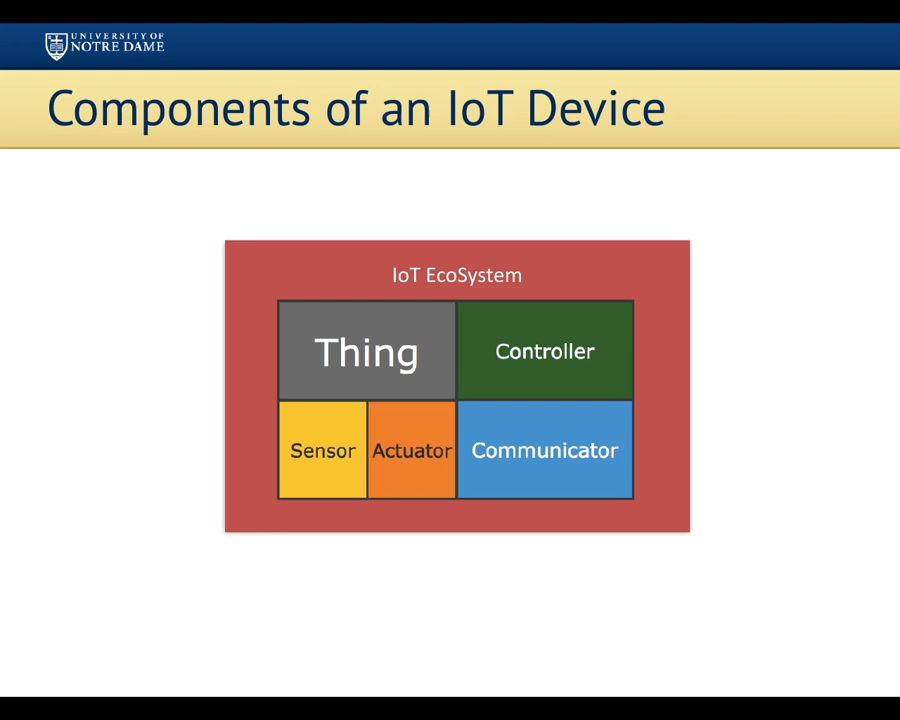 UNIVERSITY OF
NOTRE DAME
Components of an IoT Device
IoT EcoSystem
Thing
Controller
Sensor
Actuator
Communicator